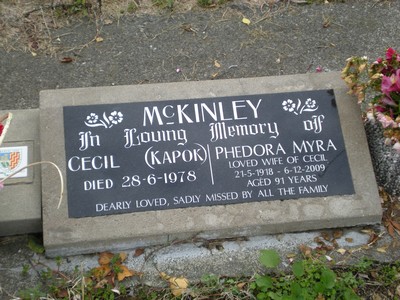 McKINLEY
In Loving Memory of
CECIL (KAPOK)
DIED 28-6-1978
PHEDORA MYRA
LOVED WIFE OF CECIL
21-5-1918 - 6-12-2009
AGED 91 YEARS
DEARLY LOVED, SADLY MISSED BY ALL THE FAMILY